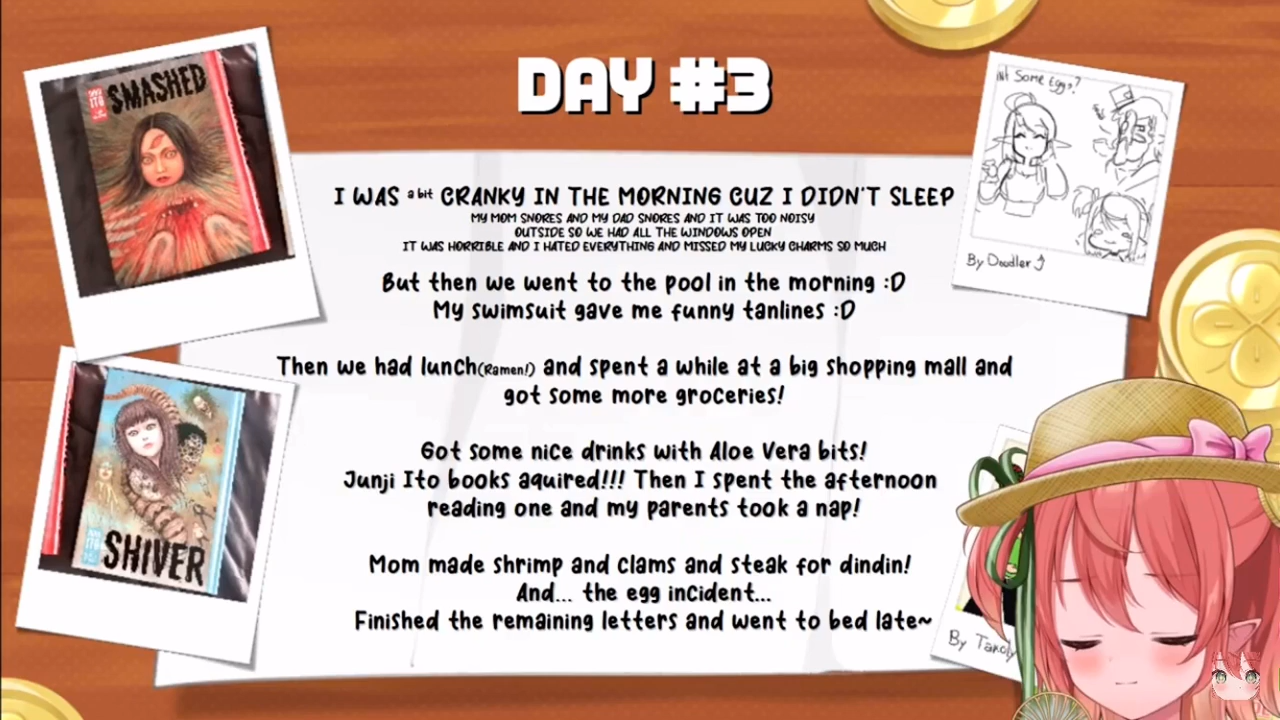 DAY #3
SMASHED
I WAS a bit CRANKY IN THE MORNING CUZ I DIDN'T SLEEP
MY MOM SNORES AND MY DAD SNORES AND IT WAS TOO NOISY
OUTSIDE SO WE HAD ALL THE WINDOWS OPEN
IT WAS HORRIBLE AND I HATED EVERYTHING AND MISSED MY LUCKY CHARMS SO MUCH
But then we went to the pool in the morning :D
My swimsuit gave me funny tanlines :D
Then we had lunch(Ramen!) and spent a while at a big shopping mall and
got some more groceries!
Got some nice drinks with Aloe Vera bits!
Junji Ito books aquired!!! Then I spent the afternoon
reading one and my parents took a nap!
Mom made shrimp and clams and steak for dindin!
And... the egg incident...
Finished the remaining letters and went to bed late~
SHIVER
Some Eggs?
By Doodler
By